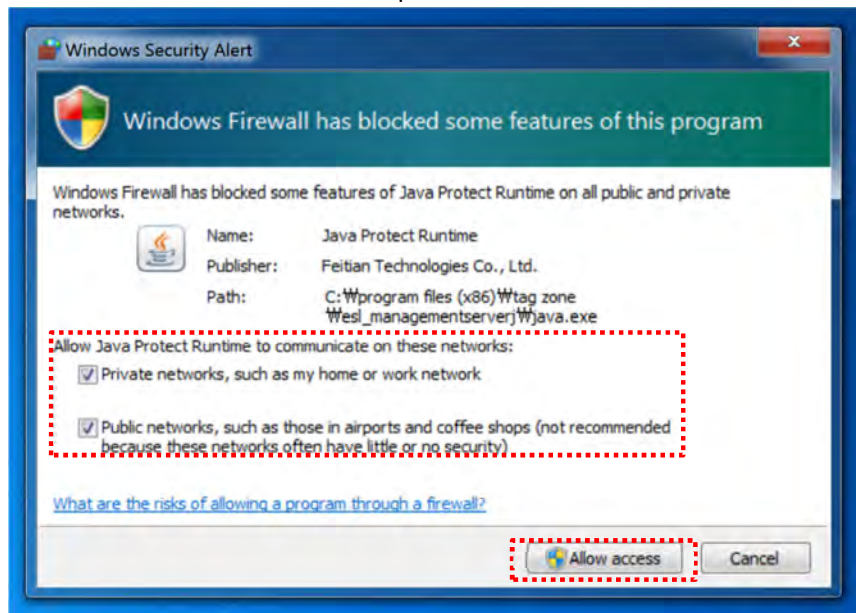 Windows Security Alert
Windows Firewall has blocked some features of this program
Windows Firewall has blocked some features of Java Protect Runtime on all public and private
networks.
Name: Java Protect Runtime
Publisher: Feitian Technologies Co., Ltd.
Path: C:₩program files (x86)₩tag zone
₩esl_managementserverj₩java.exe
Allow Java Protect Runtime to communicate on these networks:
Private networks, such as my home or work network
Public networks, such as those in airports and coffee shops (not recommended
because these networks often have little or no security)
What are the risks of allowing a program through a firewall?
Allow access Cancel